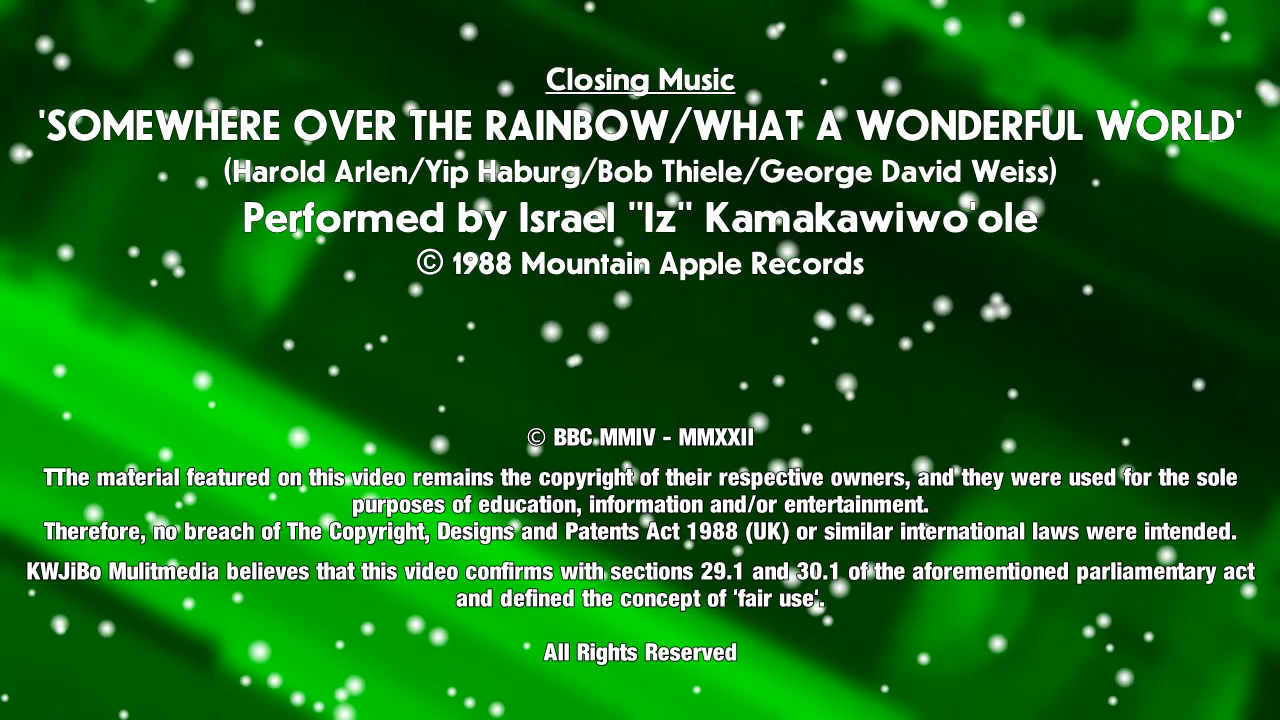 Closing Music
'SOMEWHERE OVER THE RAINBOW/WHAT A WONDERFUL WORLD'
(Harold Arlen/Yip Haburg/Bob Thiele/George David Weiss)
Performed by Israel "Iz" Kamakawiwo'ole
© 1988 Mountain Apple Records
© BBC MMIV - MMXXII
TThe material featured on this video remains the copyright of their respective owners, and they were used for the sole
purposes of education, information and/or entertainment.
Therefore, no breach of The Copyright, Designs and Patents Act 1988 (UK) or similar international laws were intended.
KWJiBo Mulitmedia believes that this video confirms with sections 29.1 and 30.1 of the aforementioned parliamentary act
and defined the concept of 'fair use'.
All Rights Reserved